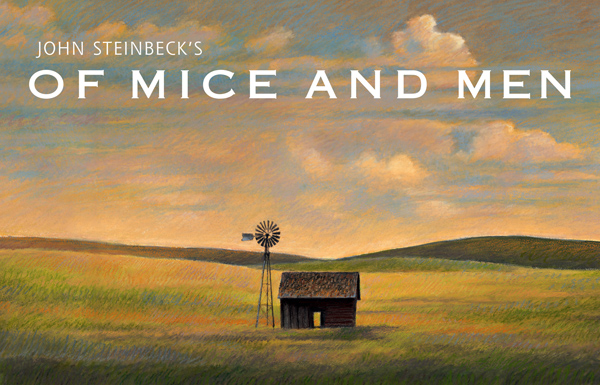 JOHN STEINBECK'S
OF MICE AND MEN